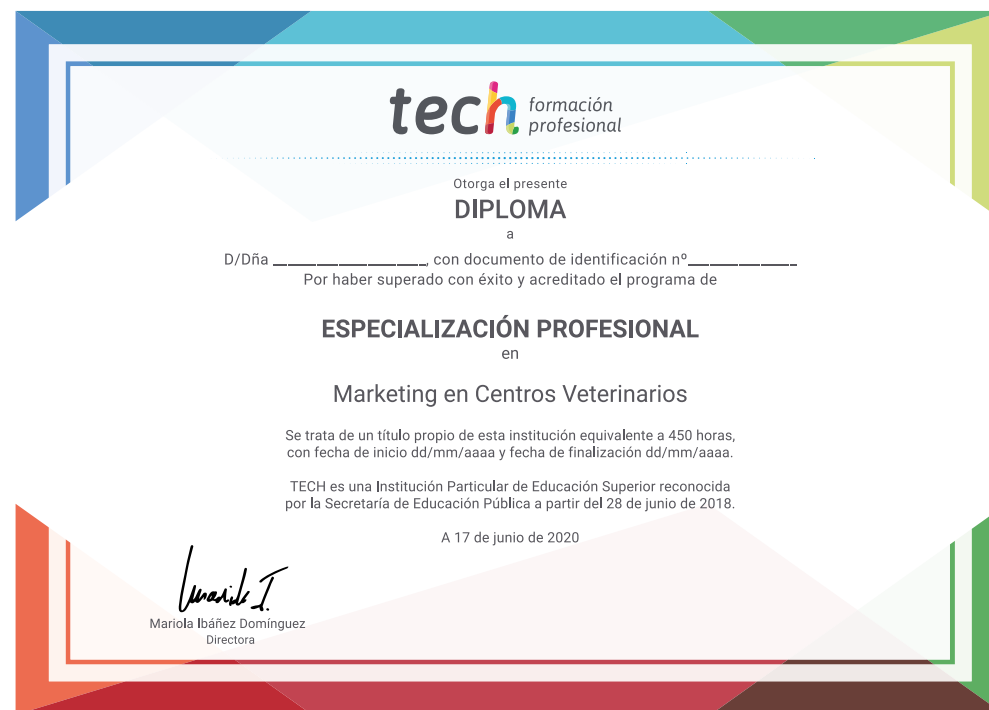 tech formación
profesional
Otorga el presente
DIPLOMA
a
D/Dña ____________________, con documento de identificación nº______________
Por haber superado con éxito y acreditado el programa de
ESPECIALIZACIÓN PROFESIONAL
en
Marketing en Centros Veterinarios
Se trata de un título propio de esta institución equivalente a 450 horas,
con fecha de inicio dd/mm/aaaa y fecha de finalización dd/mm/aaaa.
TECH es una Institución Particular de Educación Superior reconocida
por la Secretaría de Educación Pública a partir del 28 de junio de 2018.
A 17 de junio de 2020
Mariola Ibáñez Domínguez
Directora